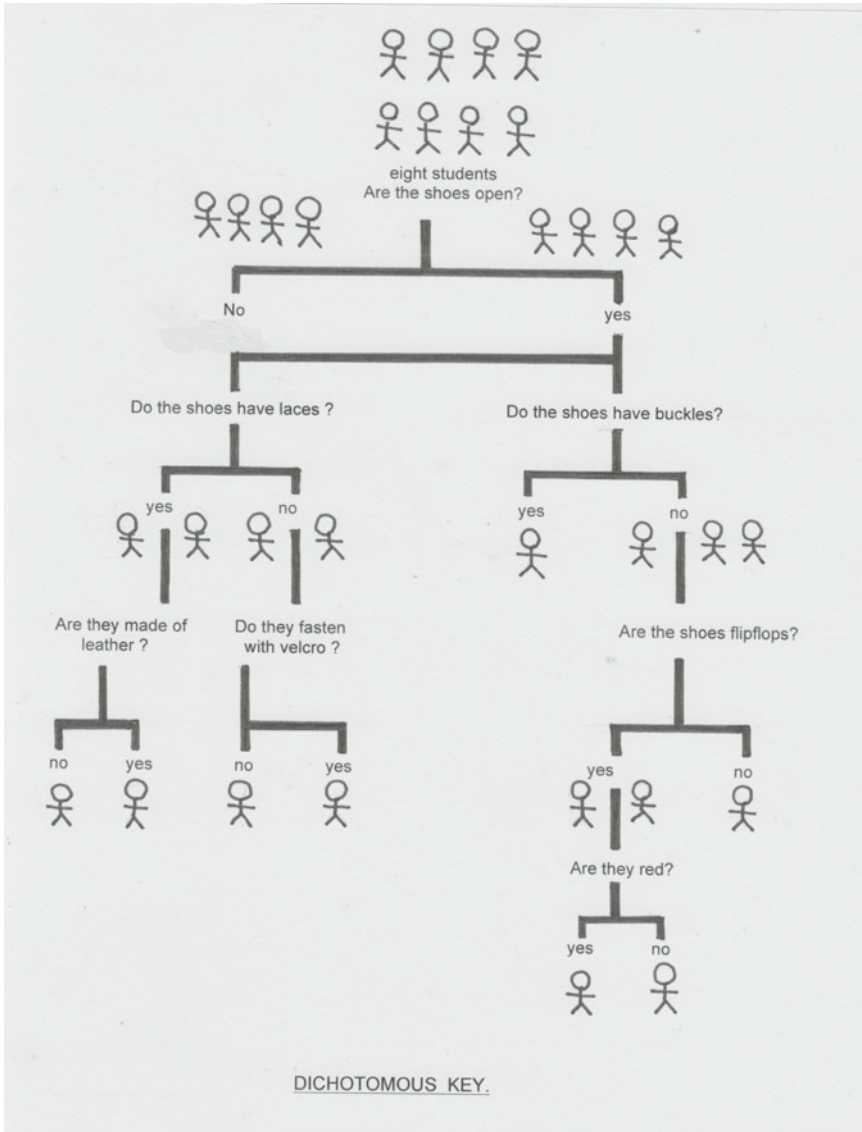 eight students
Are the shoes open?
No
yes
Do the shoes have laces ?
Do the shoes have buckles?
yes
no
yes
no
Are they made of
leather ?
Do they fasten
with velcro ?
Are the shoes flipflops?
no
yes
no
yes
yes
no
Are they red?
yes
no
DICHOTOMOUS KEY.